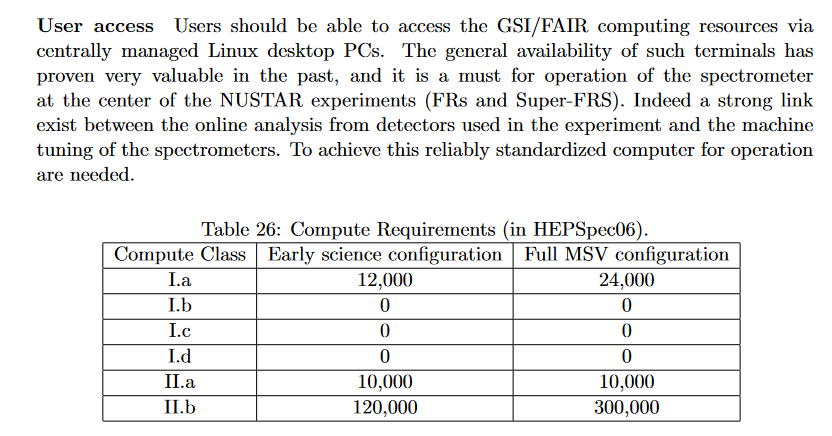 User access Users should be able to access the GSI/FAIR computing resources via
centrally managed Linux desktop PCs. The general availability of such terminals has
proven very valuable in the past, and it is a must for operation of the spectrometer
at the center of the NUSTAR experiments (FRs and Super-FRS). Indeed a strong link
exist between the online analysis from detectors used in the experiment and the machine
tuning of the spectrometers. To achieve this reliably standardized computer for operation
are needed.
Table 26: Compute Requirements (in HEPSpec06).
Compute Class Early science configuration Full MSV configuration
I.a 12,000 24,000
I.b 0 0
I.c 0 0
I.d 0 0
II.a 10,000 10,000
II.b 120,000 300,000